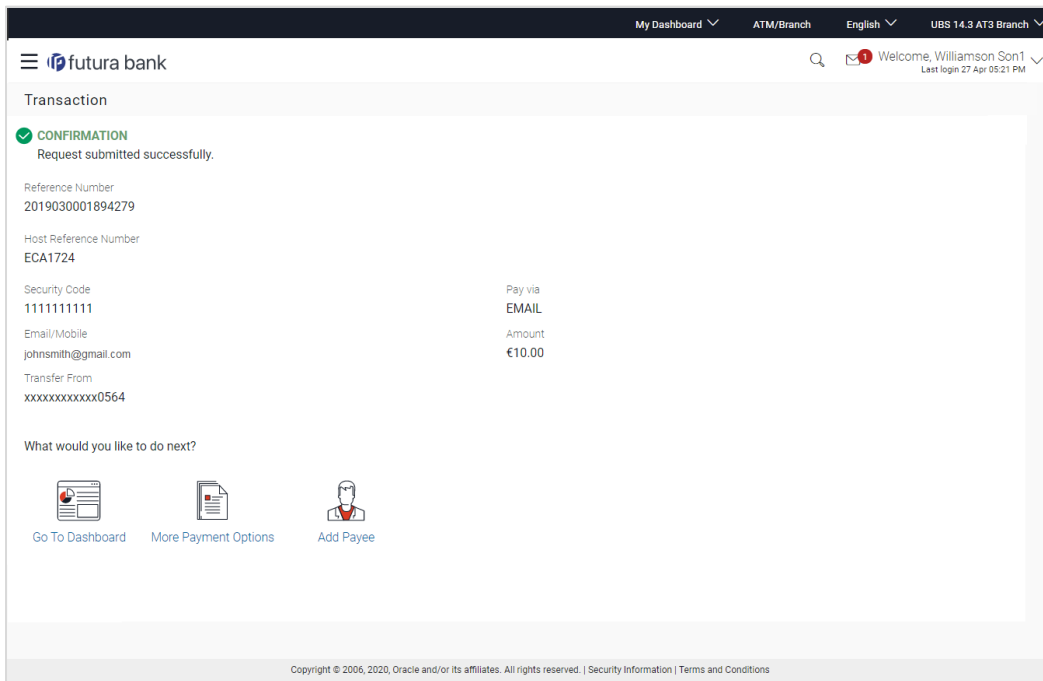 My Dashboard ATM/Branch English UBS 14.3 AT3 Branch
futura bank
1
Welcome, Williamson Son1
Last login 27 Apr 05:21 PM
Transaction
CONFIRMATION
Request submitted successfully.
Reference Number
2019030001894279
Host Reference Number
ECA1724
Security Code Pay via
1111111111 EMAIL
Email/Mobile Amount
johnsmith@gmail.com €10.00
Transfer From
xxxxxxxxxxxx0564
What would you like to do next?
Go To Dashboard More Payment Options Add Payee
Copyright © 2006, 2020, Oracle and/or its affiliates. All rights reserved. | Security Information | Terms and Conditions